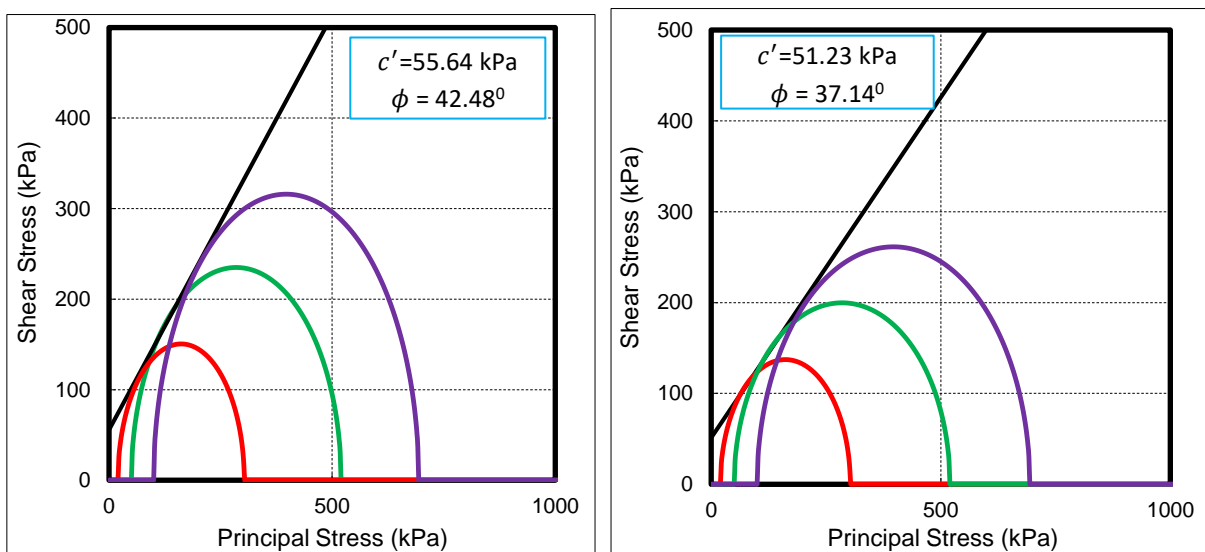 500
400
300
200
100
0
Shear Stress (kPa)
c′=55.64 kPa
ϕ = 42.48⁰
0
500
1000
Principal Stress (kPa)
500
400
300
200
100
0
Shear Stress (kPa)
c′=51.23 kPa
ϕ = 37.14⁰
0
500
1000
Principal Stress (kPa)